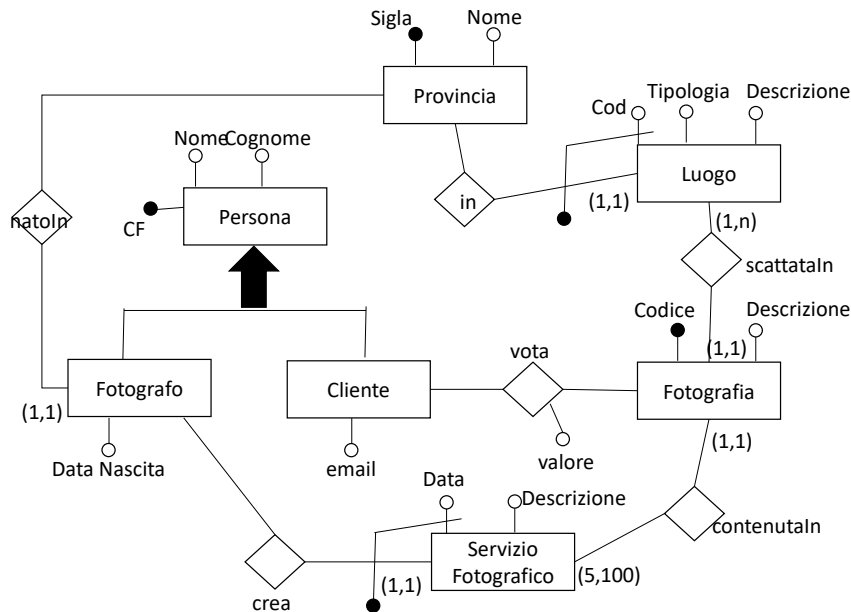 Sigla
Nome
Provincia
Cod
Tipologia
Descrizione
Luogo
(1,1)
in
(1,n)
scattataIn
Nome
Cognome
CF
Persona
natoIn
Codice
Descrizione
(1,1)
vota
Fotografo
Cliente
Fotografia
(1,1)
(1,1)
Data Nascita
email
valore
Data
Descrizione
contenutaIn
Servizio
Fotografico
(1,1)
(5,100)
crea